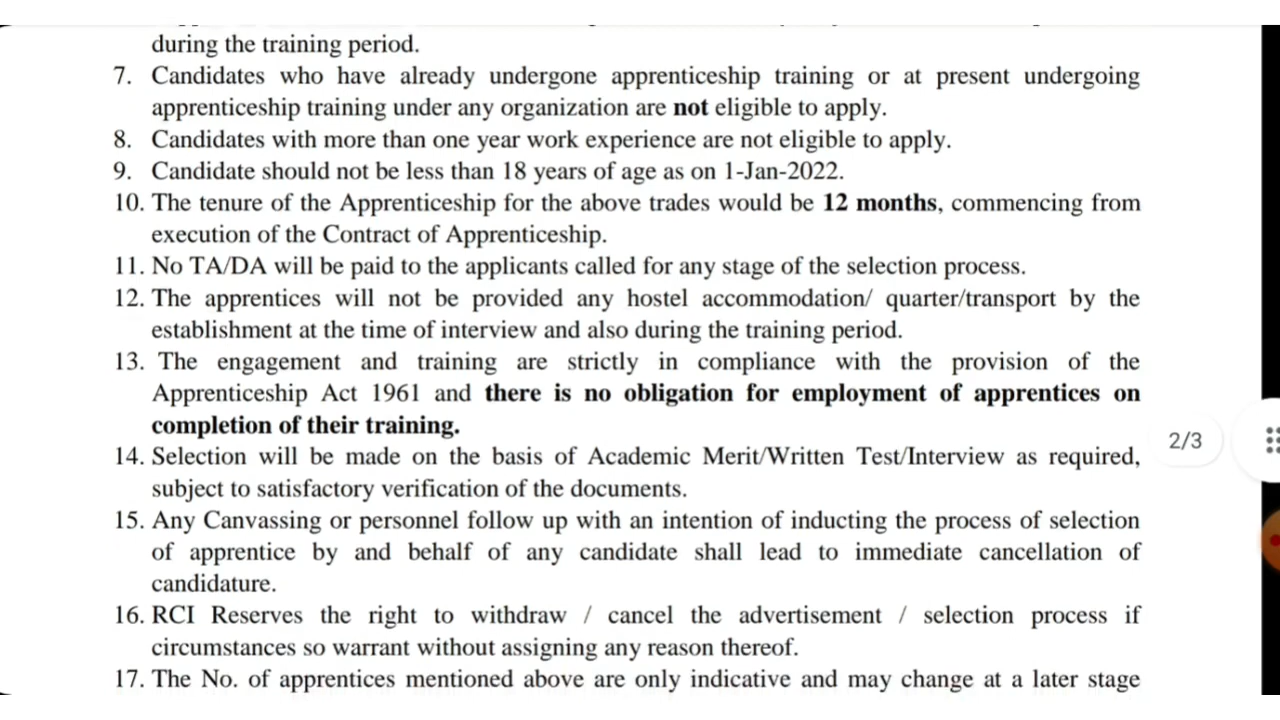 during the training period.
7. Candidates who have already undergone apprenticeship training or at present undergoing
apprenticeship training under any organization are not eligible to apply.
8. Candidates with more than one year work experience are not eligible to apply.
9. Candidate should not be less than 18 years of age as on 1-Jan-2022.
10. The tenure of the Apprenticeship for the above trades would be 12 months, commencing from
execution of the Contract of Apprenticeship.
11. No TA/DA will be paid to the applicants called for any stage of the selection process.
12. The apprentices will not be provided any hostel accommodation/ quarter/transport by the
establishment at the time of interview and also during the training period.
13. The engagement and training are strictly in compliance with the provision of the
Apprenticeship Act 1961 and there is no obligation for employment of apprentices on
completion of their training.
2/3
14. Selection will be made on the basis of Academic Merit/Written Test/Interview as required,
subject to satisfactory verification of the documents.
15. Any Canvassing or personnel follow up with an intention of inducting the process of selection
of apprentice by and behalf of any candidate shall lead to immediate cancellation of
candidature.
16. RCI Reserves the right to withdraw / cancel the advertisement / selection process if
circumstances so warrant without assigning any reason thereof.
17. The No. of apprentices mentioned above are only indicative and may change at a later stage